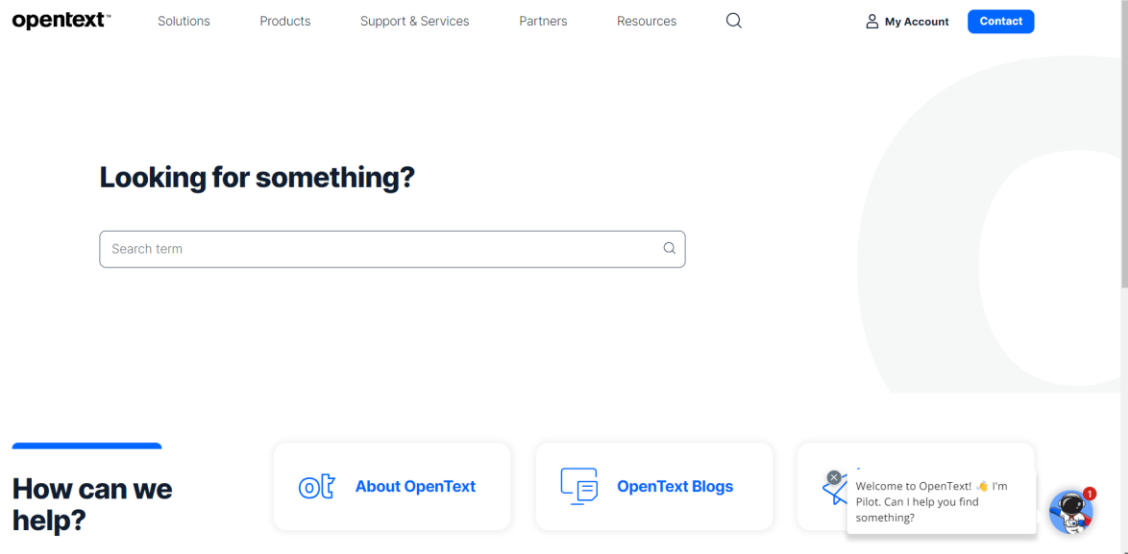 opentext™
Solutions
Products
Support & Services
Partners
Resources
My Account
Contact
Looking for something?
Search term
How can we
help?
About OpenText
OpenText Blogs
Welcome to OpenText! 👋 I'm
Pilot. Can I help you find
something?
1